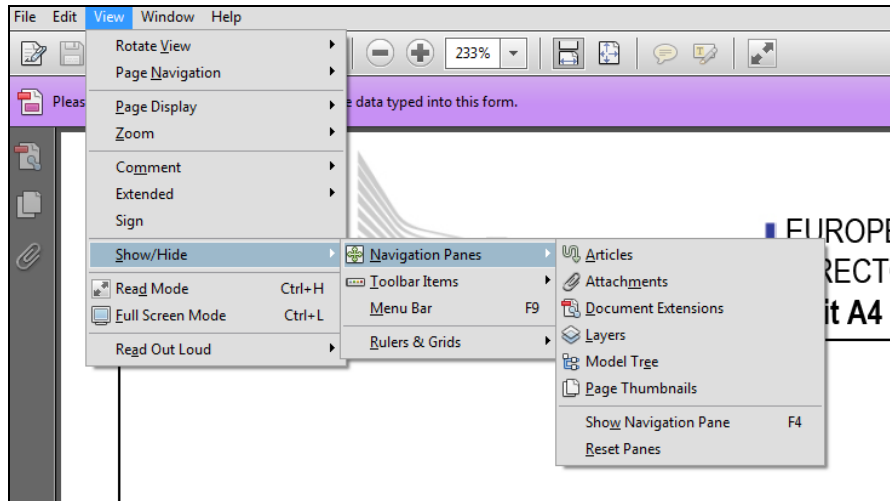 File Edit View Window Help
Rotate View
Page Navigation
233%
Pleas
e data typed into this form.
Page Display
Zoom
Comment
Extended
Sign
EUROPE
Show/Hide
Navigation Panes
Articles
RECTO
Read Mode Ctrl+H
Toolbar Items
Attachments
Full Screen Mode Ctrl+L
Menu Bar F9
Document Extensions
it A4
Read Out Loud
Rulers & Grids
Layers
Model Tree
Page Thumbnails
Show Navigation Pane F4
Reset Panes